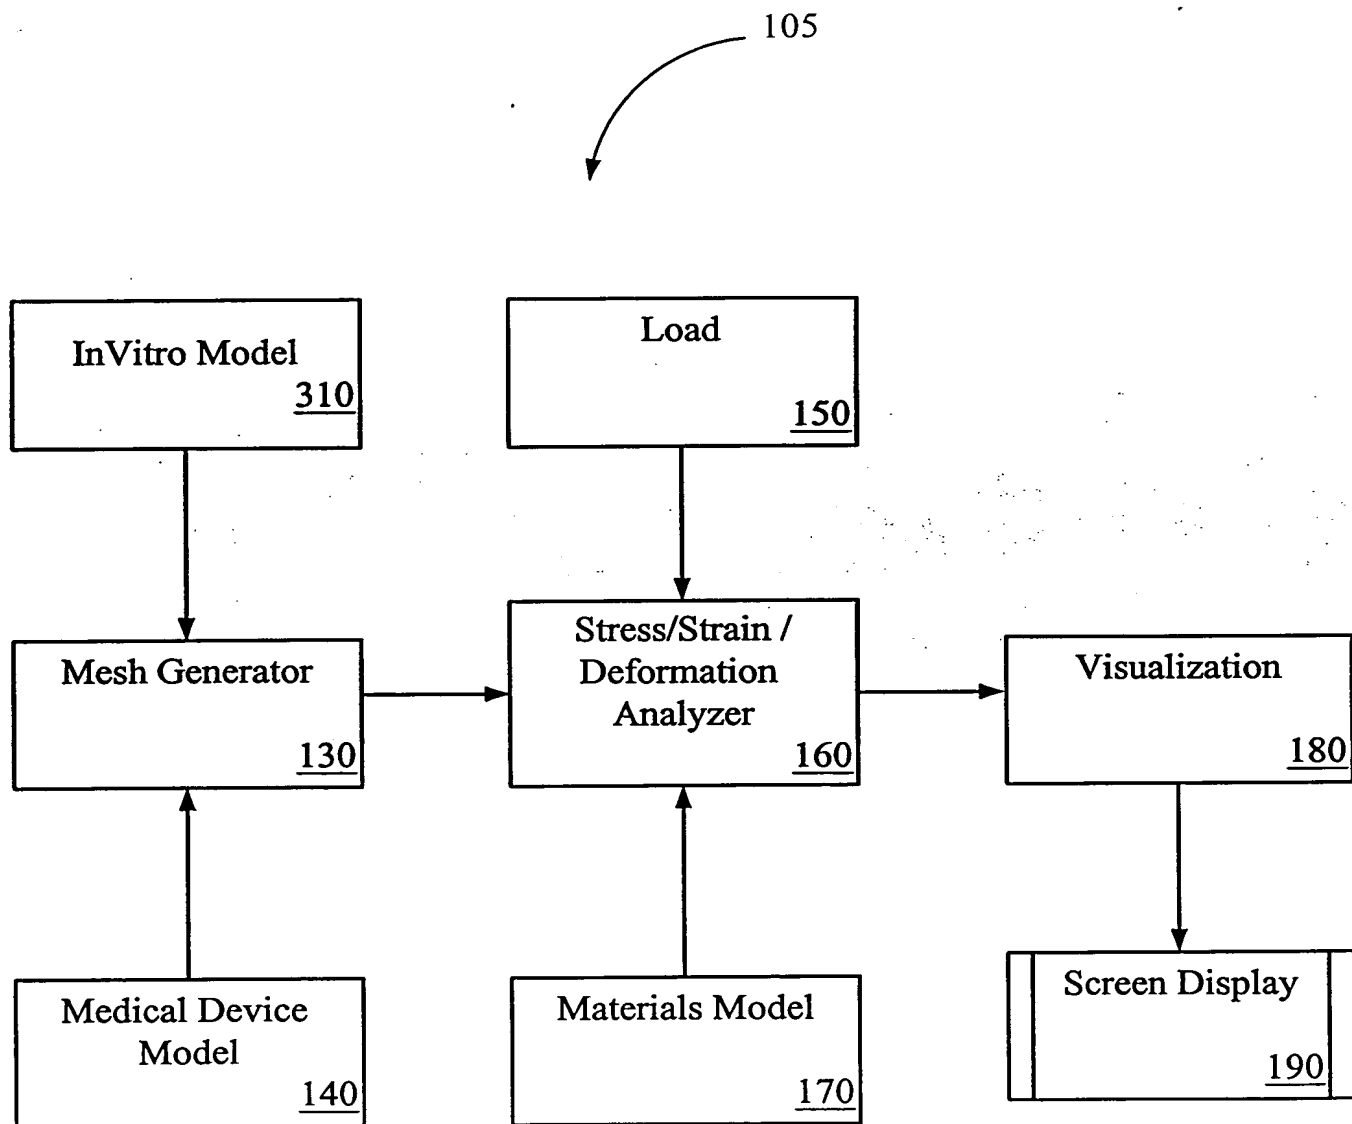 105
InVitro Model
310
Load
150
Mesh Generator
130
Stress/Strain /
Deformation
Analyzer
160
Visualization
180
Medical Device
Model
140
Materials Model
170
Screen Display
190